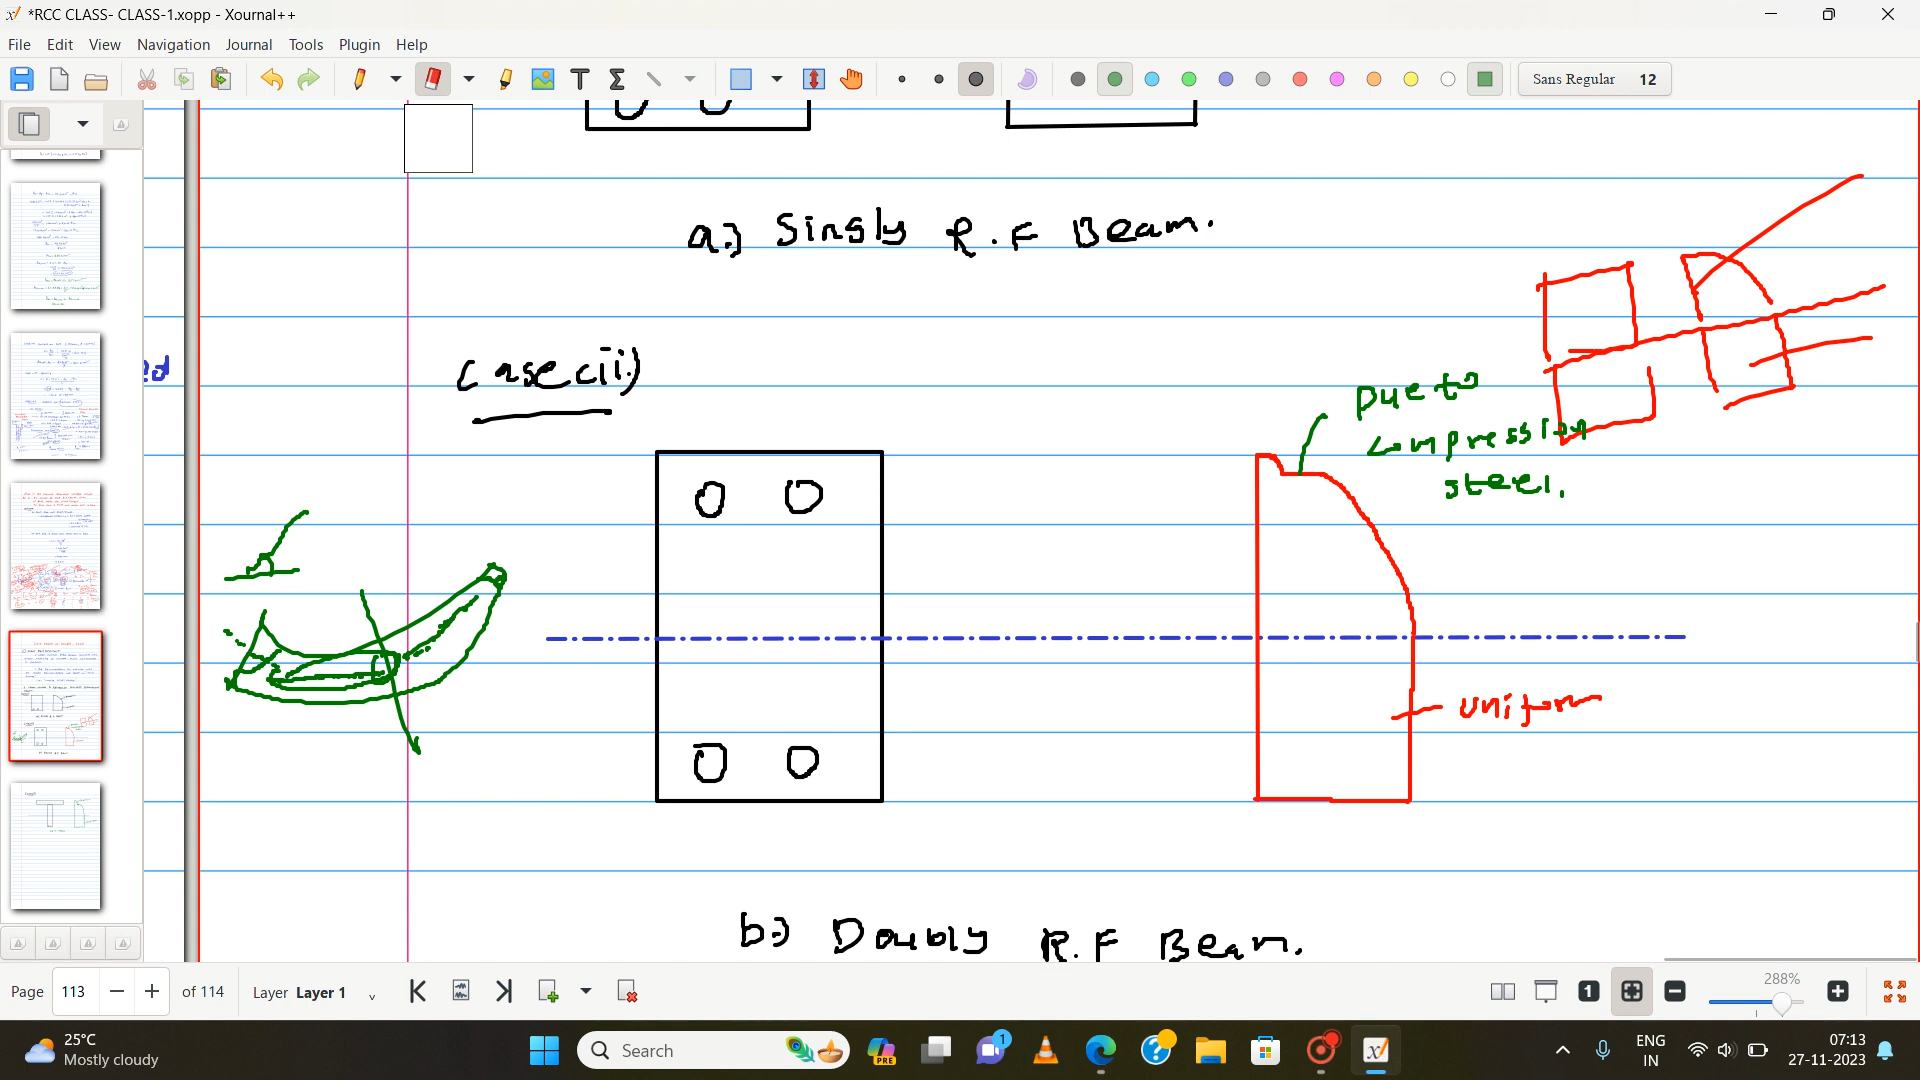 *RCC CLASS- CLASS-1.xopp - Xournal++
File Edit View Navigation Journal Tools Plugin Help
Sans Regular 12
a.) Singly R.F Beam.
Case (ii)
Due to
compression
steel.
uniform
b.) Doubly R.F Beam.
Page 113 of 114 Layer Layer 1 288%
25°C
Mostly cloudy
Search
PRE
1
ENG
IN
07:13
27-11-2023